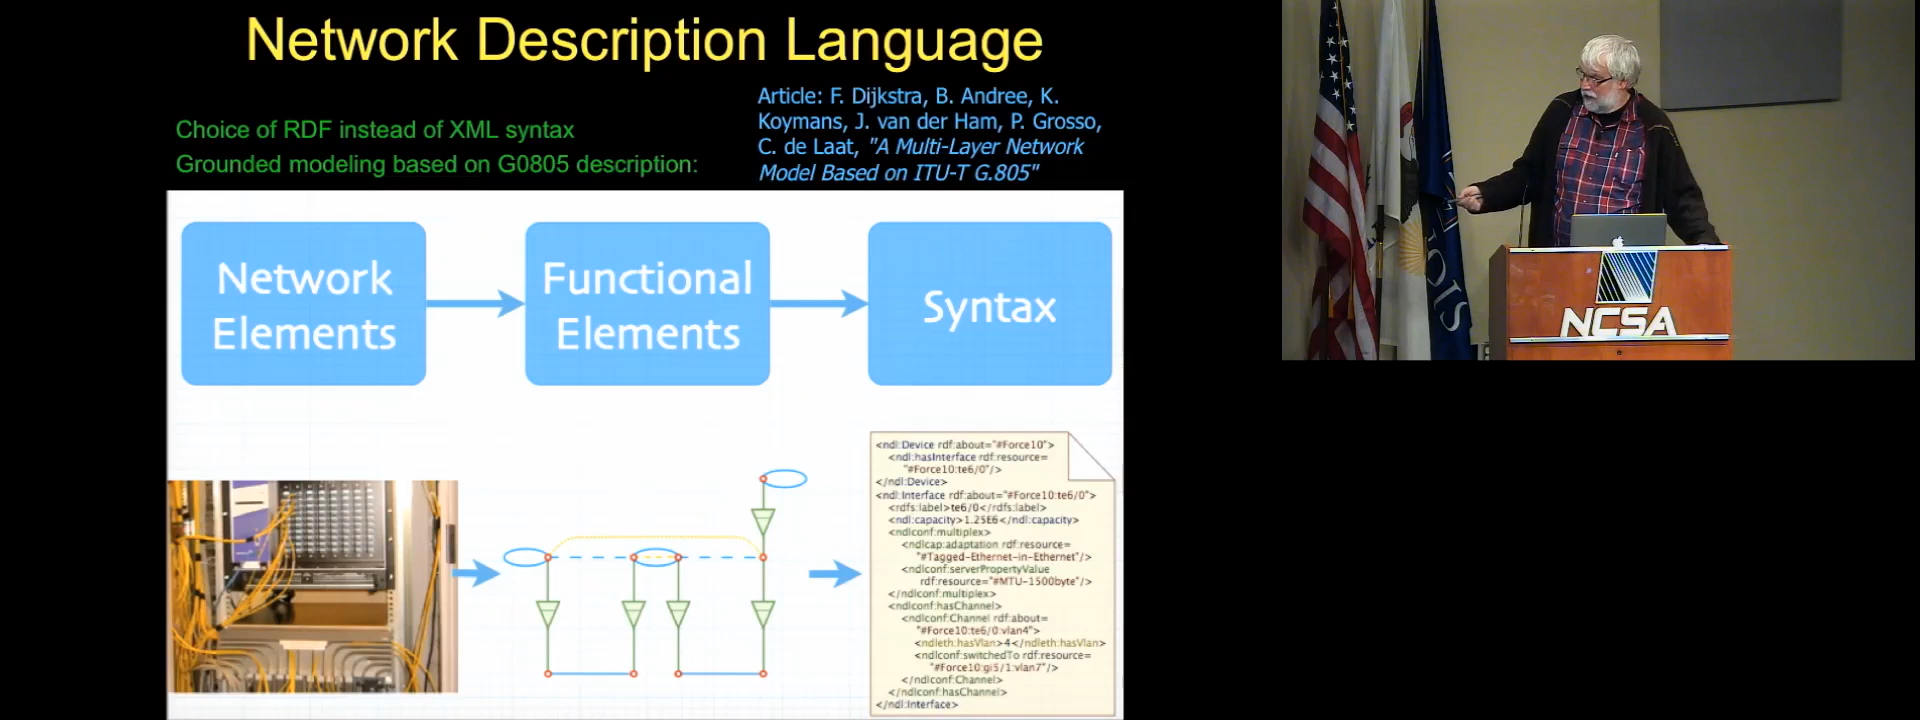 Network Description Language
Choice of RDF instead of XML syntax
Grounded modeling based on G0805 description:
Article: F. Dijkstra, B. Andree, K.
Koymans, J. van der Ham, P. Grosso,
C. de Laat, "A Multi-Layer Network
Model Based on ITU-T G.805"
Network
Elements
Functional
Elements
Syntax
<ndl:Device rdf:about="#Force10">
<ndl:hasInterface rdf:resource=
"#Force10:te6/0"/>
</ndl:Device>
<ndl:Interface rdf:about="#Force10:te6/0">
<rdfs:label>te6/0</rdfs:label>
<ndl:capacity>1.25E6</ndl:capacity>
<ndlconf:multiplex>
<ndlcap:adaptation rdf:resource=
"#Tagged-Ethernet-in-Ethernet"/>
<ndlconf:serverPropertyValue
rdf:resource="#MTU-1500byte"/>
</ndlconf:multiplex>
<ndlconf:hasChannel>
<ndlconf:Channel rdf:about=
"#Force10:te6/0:vlan4">
<ndleth:hasVlan>4</ndleth:hasVlan>
<ndlconf:switchedTo rdf:resource=
"#Force10:gi5/1:vlan7"/>
</ndlconf:Channel>
</ndlconf:hasChannel>
</ndl:Interface>
NCSA